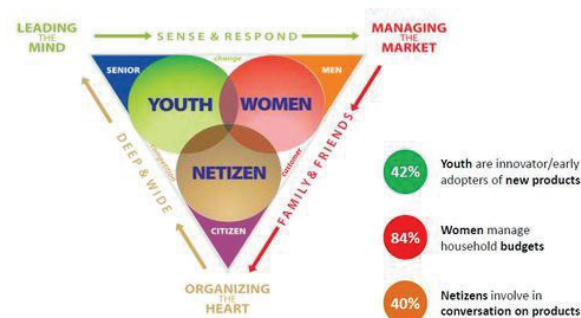 LEADING
THE
MIND
SENSE & RESPOND
MANAGING
THE
MARKET
change
SENIOR
MEN
YOUTH
WOMEN
competition
customer
DEEP & WIDE
FAMILY & FRIENDS
NETIZEN
CITIZEN
ORGANIZING
THE
HEART
42%
Youth are innovator/early
adopters of new products
84%
Women manage
household budgets
40%
Netizens involve in
conversation on products